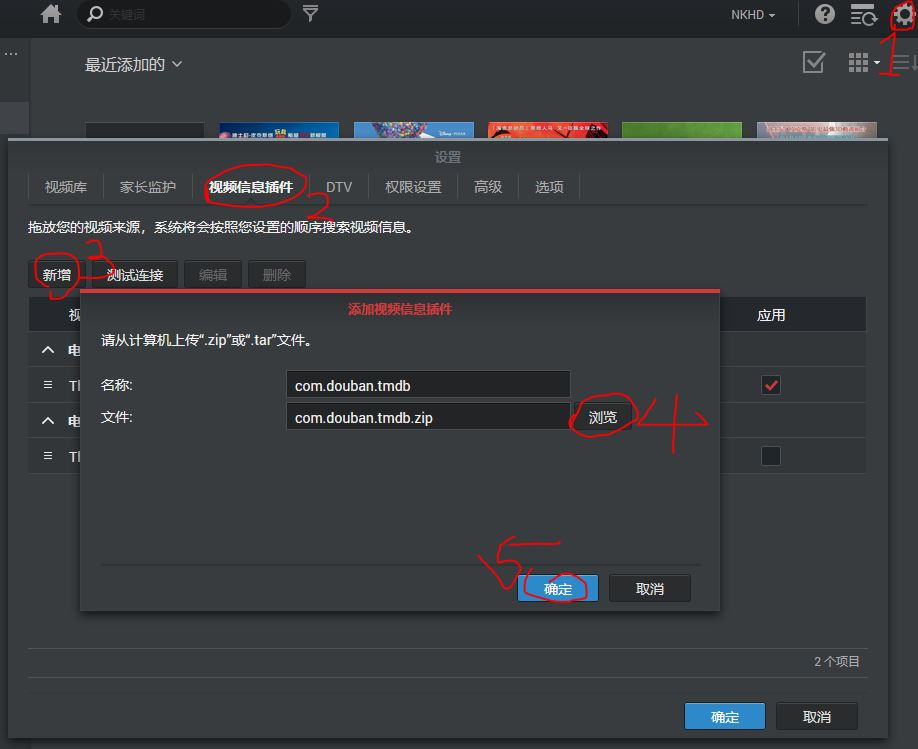 关键词
NKHD
1
最近添加的
设置
视频库 家长监护 视频信息插件 DTV 权限设置 高级 选项
2
拖放您的视频来源，系统将会按照您设置的顺序搜索视频信息。
3
新增 测试连接 编辑 删除
应用
添加视频信息插件
请从计算机上传“.zip”或“.tar”文件。
名称: com.douban.tmdb
文件: com.douban.tmdb.zip 浏览
4
5
确定 取消
2 个项目
确定 取消